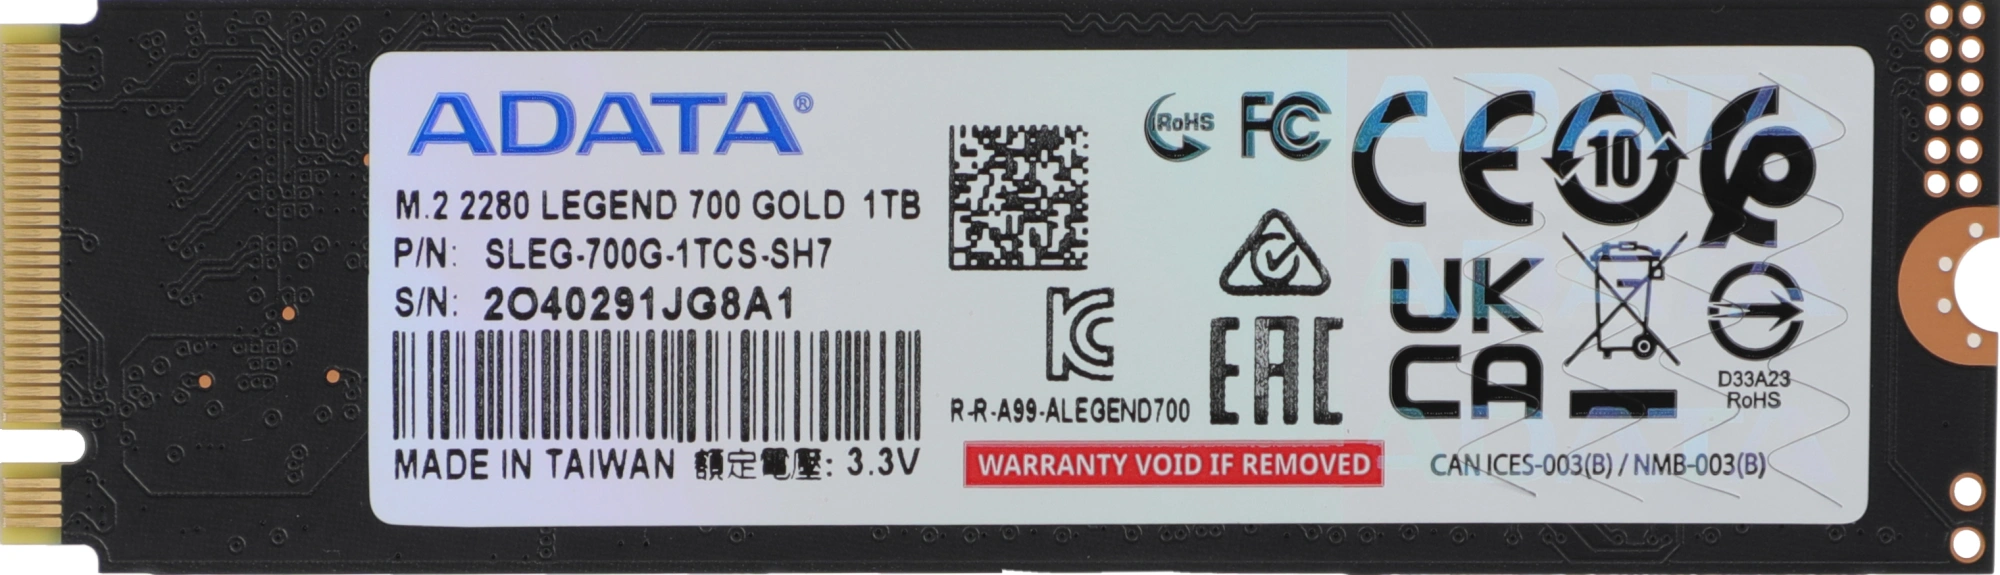 ADATA®
M.2 2280 LEGEND 700 GOLD 1TB
P/N: SLEG-700G-1TCS-SH7
S/N: 2O40291JG8A1
MADE IN TAIWAN 額定電壓: 3.3V
RoHS
FC
CE
10
UK
CA
KC
EAC
R-R-A99-ALEGEND700
WARRANTY VOID IF REMOVED
D33A23
RoHS
CAN ICES-003(B) / NMB-003(B)